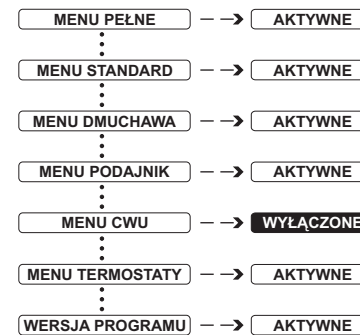 MENU PEŁNE AKTYWNE
MENU STANDARD AKTYWNE
MENU DMUCHAWA AKTYWNE
MENU PODAJNIK AKTYWNE
MENU CWU WYŁĄCZONE
MENU TERMOSTATY AKTYWNE
WERSJA PROGRAMU AKTYWNE